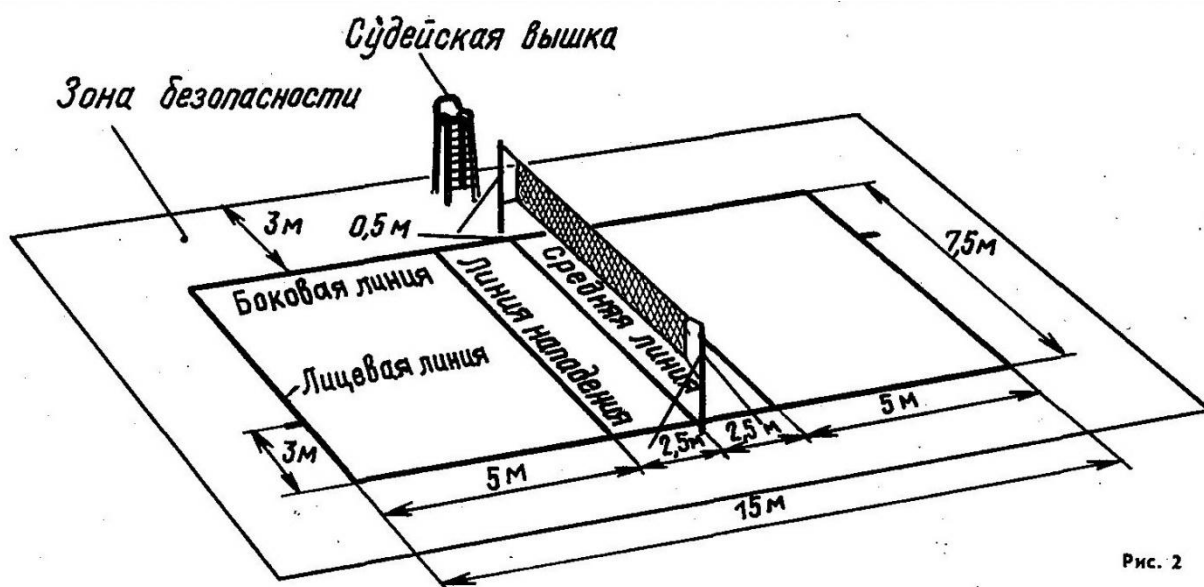 Судейская вышка
Зона безопасности
3м
0,5м
7,5м
Боковая линия
Линия нападения
средняя линия
Лицевая линия
3м
5м
2,5м
2,5м
5м
15м
Рис. 2